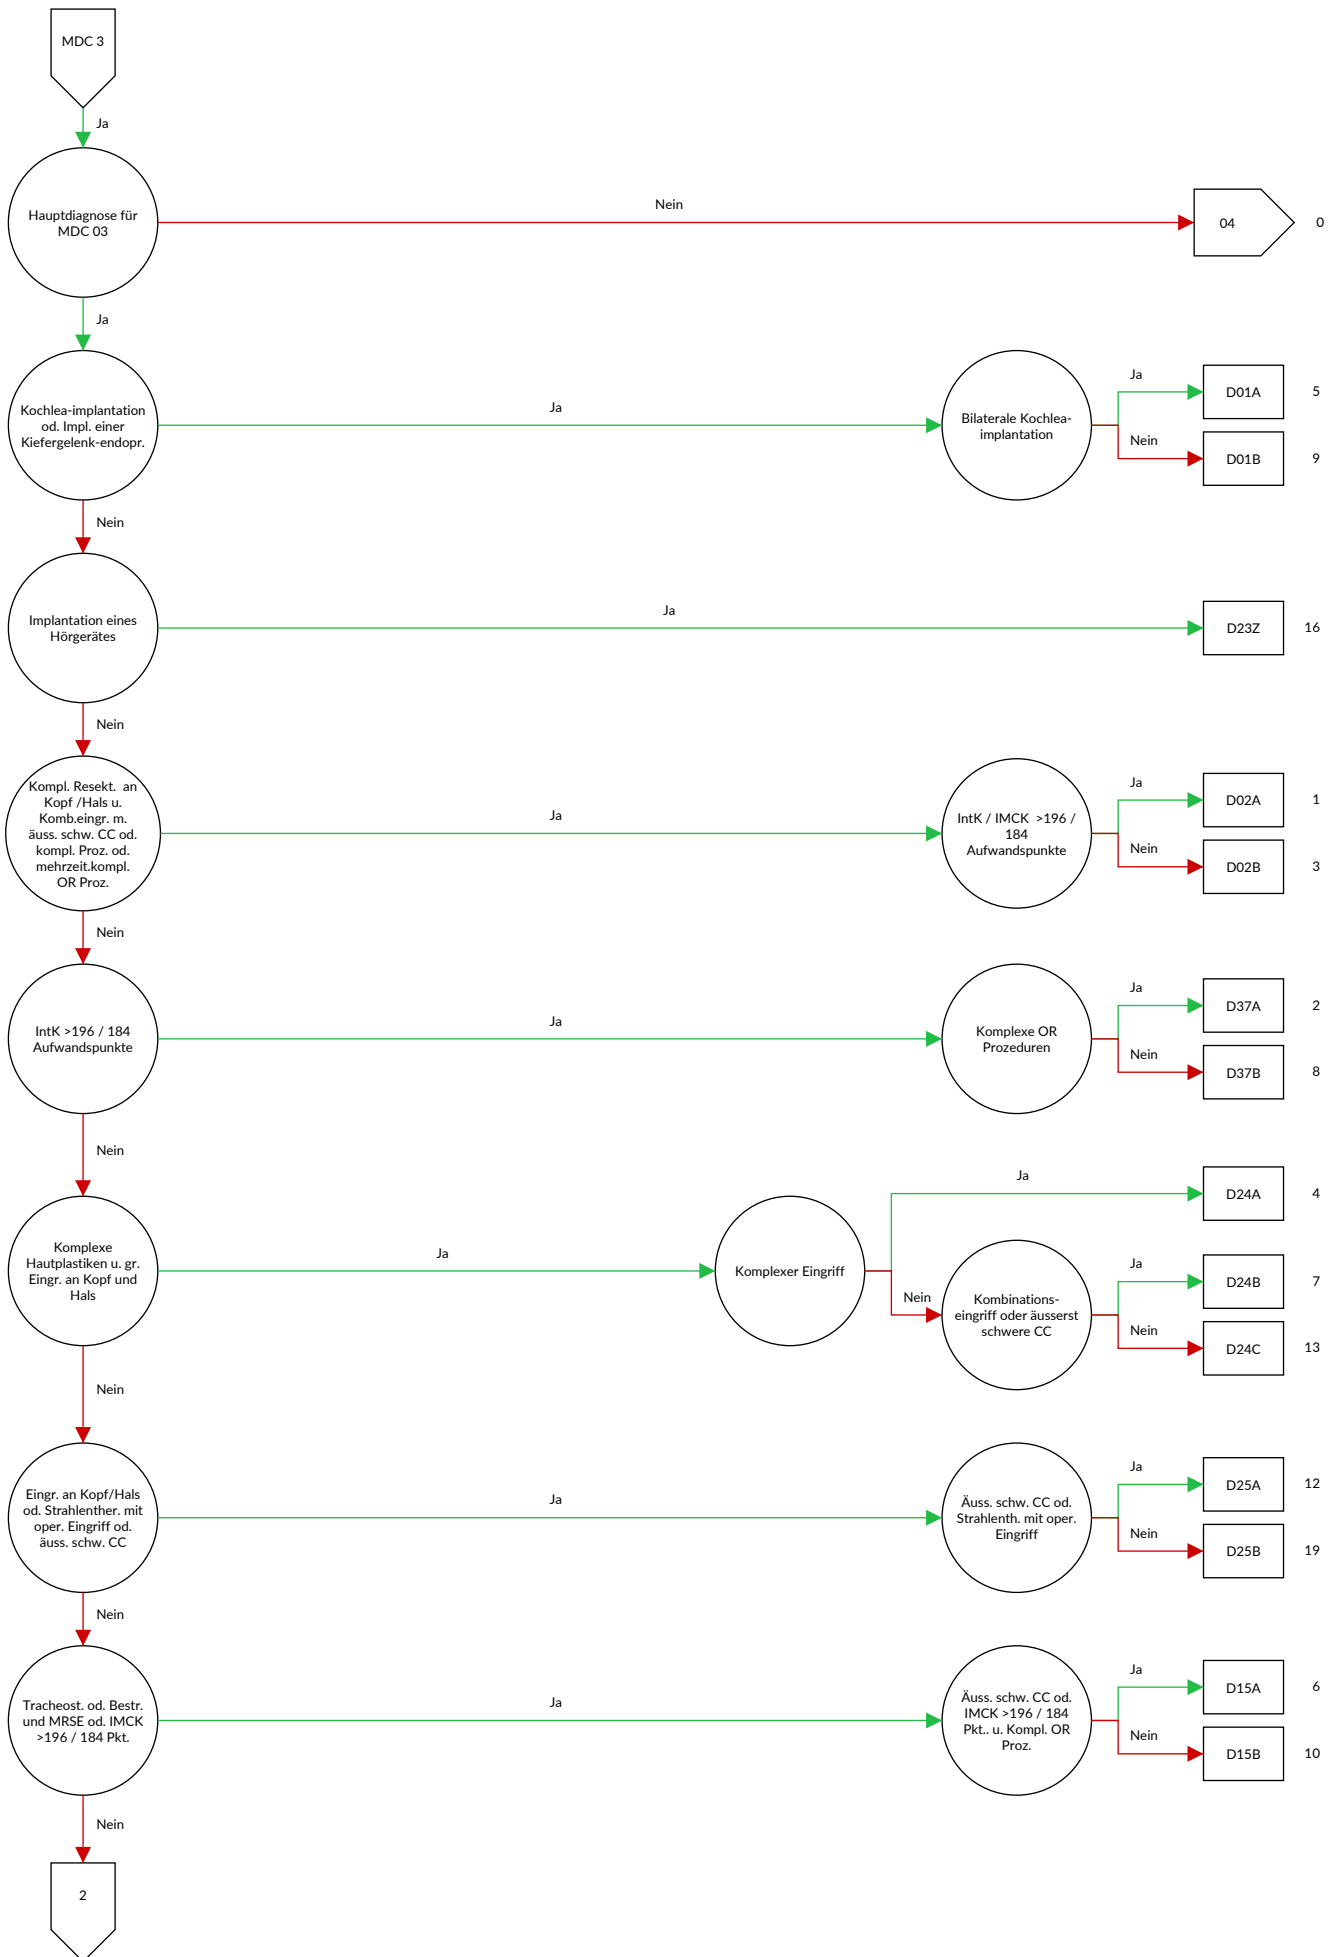 MDC 3
Ja
Hauptdiagnose für
MDC 03
Nein
04
0
Ja
Kochlea-implantation
od. Impl. einer
Kiefergelenk-endopr.
Ja
Bilaterale Kochlea-
implantation
Ja
D01A
5
Nein
D01B
9
Nein
Implantation eines
Hörgerätes
Ja
D23Z
16
Nein
Kompl. Resekt. an
Kopf /Hals u.
Komb.eingr. m.
äuss. schw. CC od.
kompl. Proz. od.
mehrzeit.kompl.
OR Proz.
Ja
IntK / IMCK >196 /
184
Aufwandspunkte
Ja
D02A
1
Nein
D02B
3
Nein
IntK >196 / 184
Aufwandspunkte
Ja
Komplexe OR
Prozeduren
Ja
D37A
2
Nein
D37B
8
Nein
Komplexe
Hautplastiken u. gr.
Eingr. an Kopf und
Hals
Ja
Komplexer Eingriff
Ja
D24A
4
Nein
Kombinations-
eingriff oder äusserst
schwere CC
Ja
D24B
7
Nein
D24C
13
Nein
Eingr. an Kopf/Hals
od. Strahlenther. mit
oper. Eingriff od.
äuss. schw. CC
Ja
Äuss. schw. CC od.
Strahlenth. mit oper.
Eingriff
Ja
D25A
12
Nein
D25B
19
Nein
Tracheost. od. Bestr.
und MRSE od. IMCK
>196 / 184 Pkt.
Ja
Äuss. schw. CC od.
IMCK >196 / 184
Pkt.. u. Kompl. OR
Proz.
Ja
D15A
6
Nein
D15B
10
Nein
2